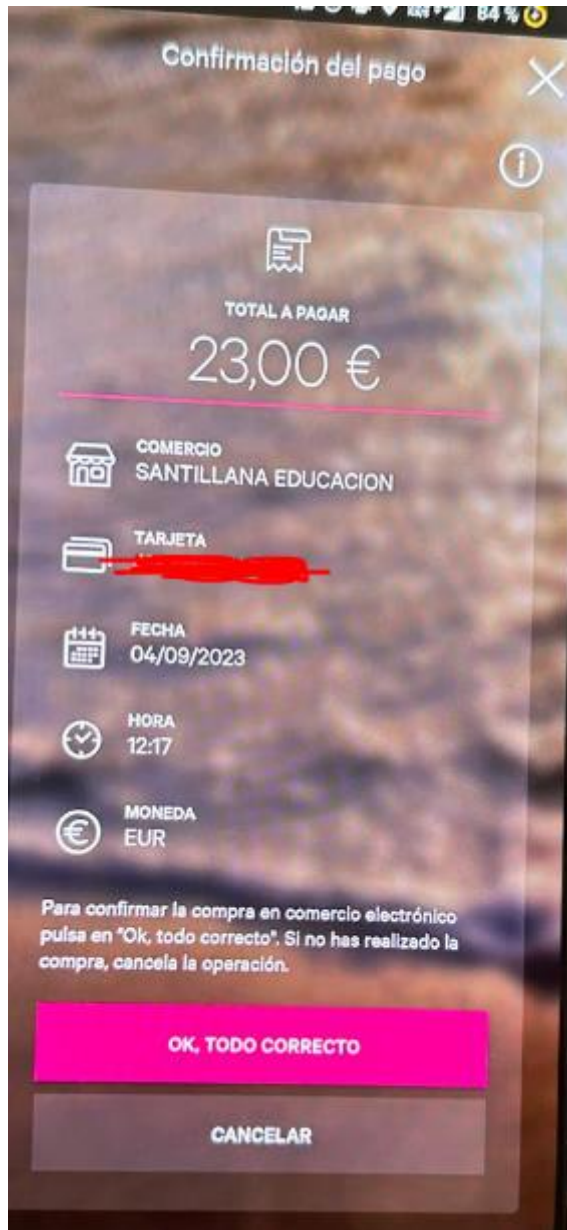 84 %
Confirmación del pago
TOTAL A PAGAR
23,00 €
COMERCIO
SANTILLANA EDUCACION
TARJETA
FECHA
04/09/2023
HORA
12:17
MONEDA
EUR
Para confirmar la compra en comercio electrónico
pulsa en "Ok, todo correcto". Si no has realizado la
compra, cancela la operación.
OK, TODO CORRECTO
CANCELAR